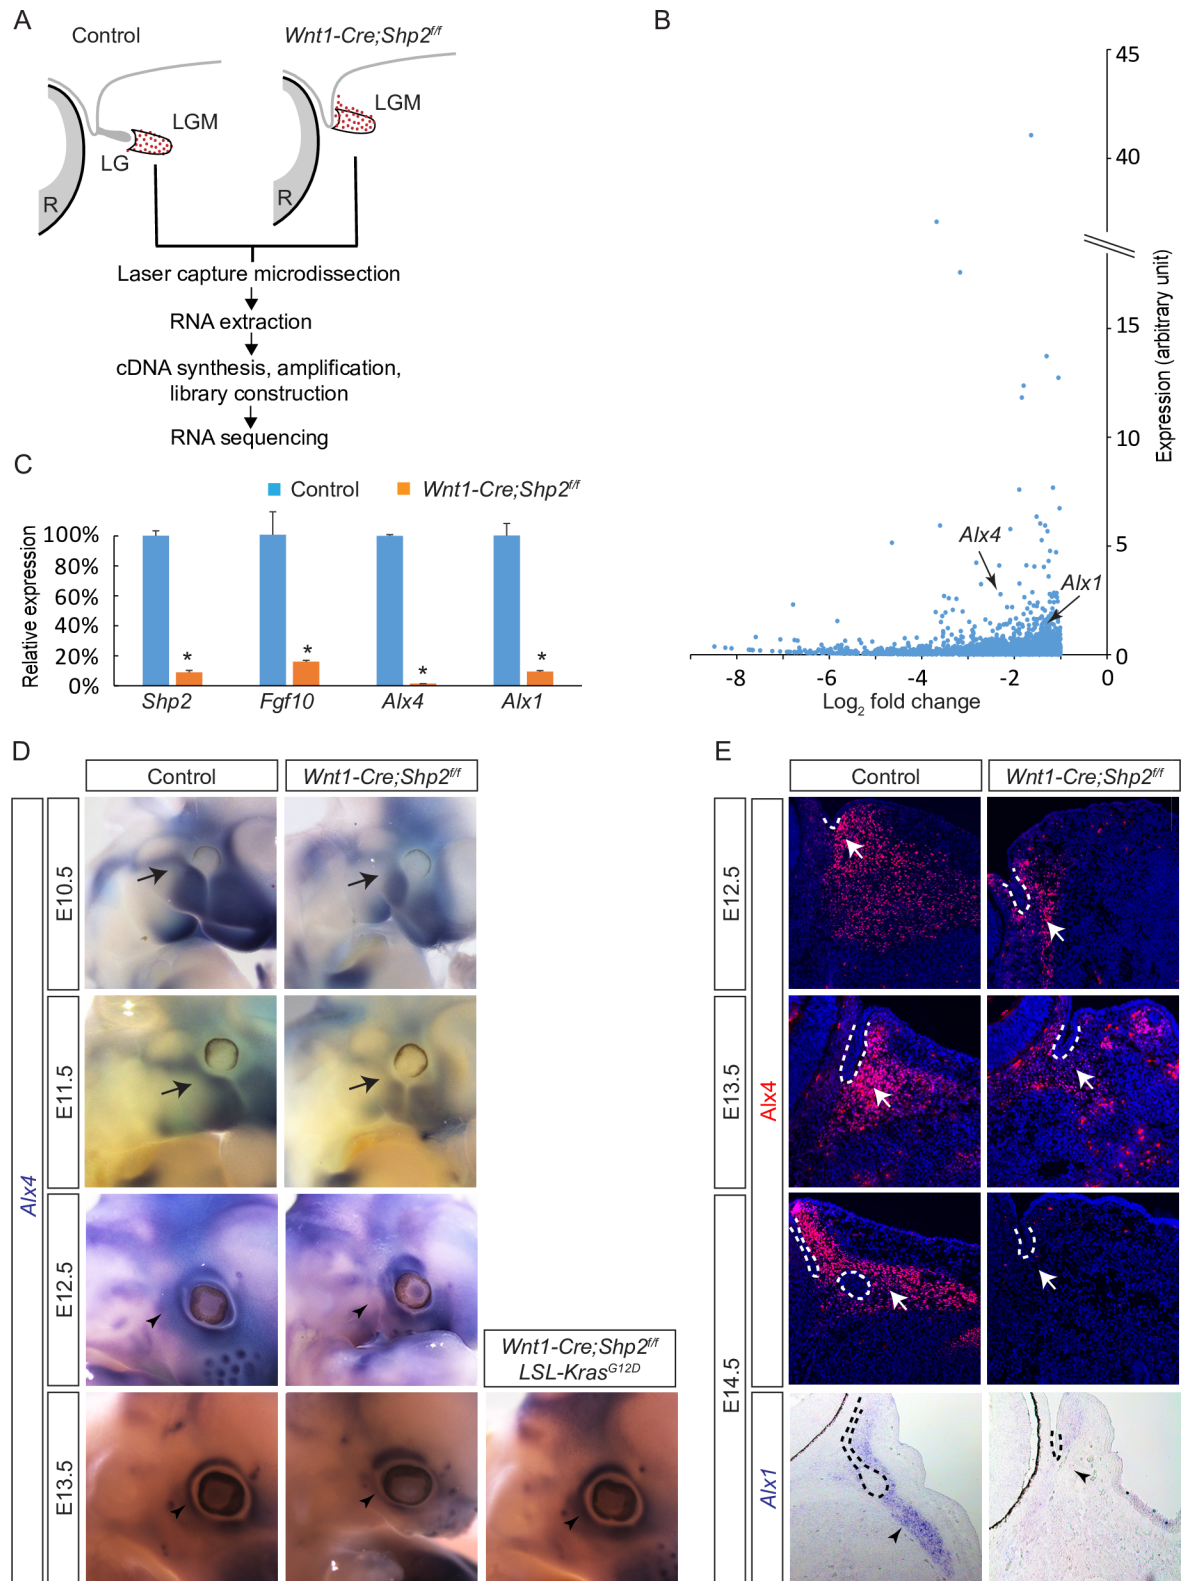 A
Control
Wnt1-Cre;Shp2f/f
LGM
LGM
LG
R
R
Laser capture microdissection
RNA extraction
cDNA synthesis, amplification,
library construction
RNA sequencing
B
45
40
15
10
5
0
Expression (arbitrary unit)
Alx4
Alx1
-8
-6
-4
-2
0
Log2 fold change
C
Control
Wnt1-Cre;Shp2f/f
Relative expression
100%
80%
60%
40%
20%
0%
*
*
*
*
Shp2
Fgf10
Alx4
Alx1
D
Control
Wnt1-Cre;Shp2f/f
Alx4
E10.5
E11.5
E12.5
E13.5
Wnt1-Cre;Shp2f/f
LSL-KrasG12D
E
Control
Wnt1-Cre;Shp2f/f
E12.5
E13.5
E14.5
Alx4
Alx1